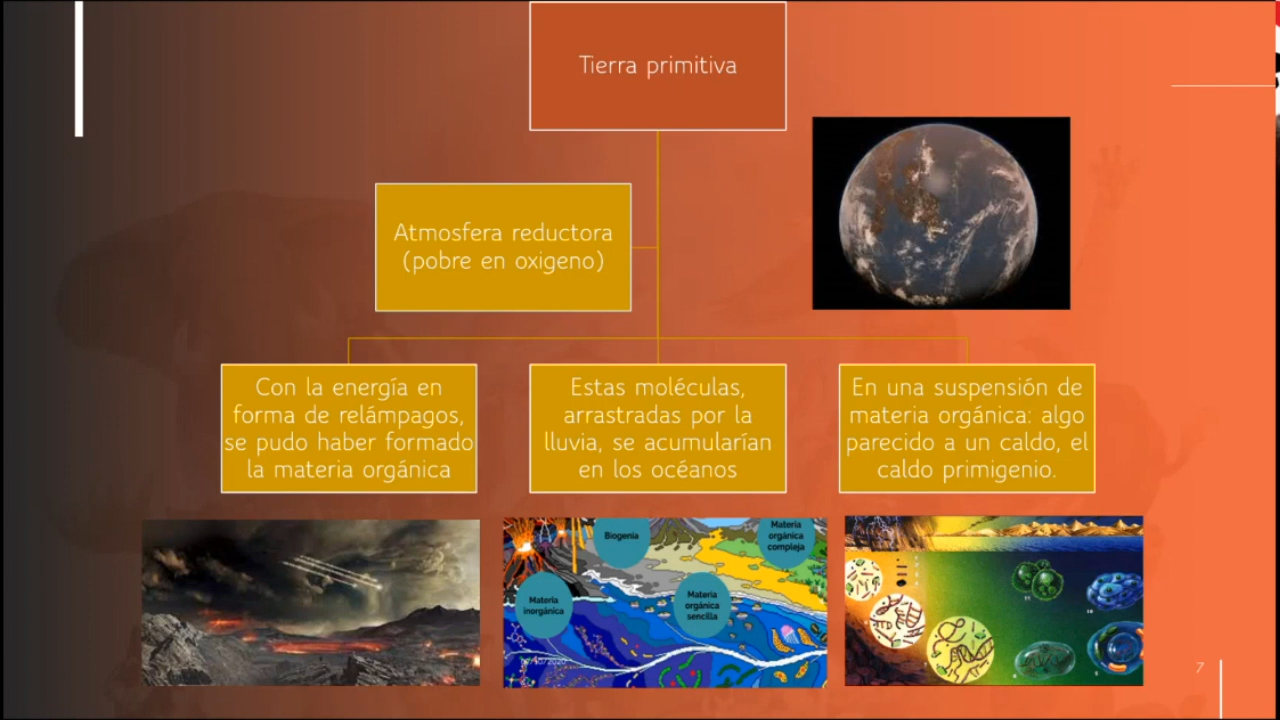 Tierra primitiva
Atmosfera reductora
(pobre en oxigeno)
Con la energía en
forma de relámpagos,
se pudo haber formado
la materia orgánica
Estas moléculas,
arrastradas por la
lluvia, se acumularían
en los océanos
En una suspensión de
materia orgánica: algo
parecido a un caldo, el
caldo primigenio.
Biogenia
Materia
orgánica
compleja
Materia
inorgánica
Materia
orgánica
sencilla
7